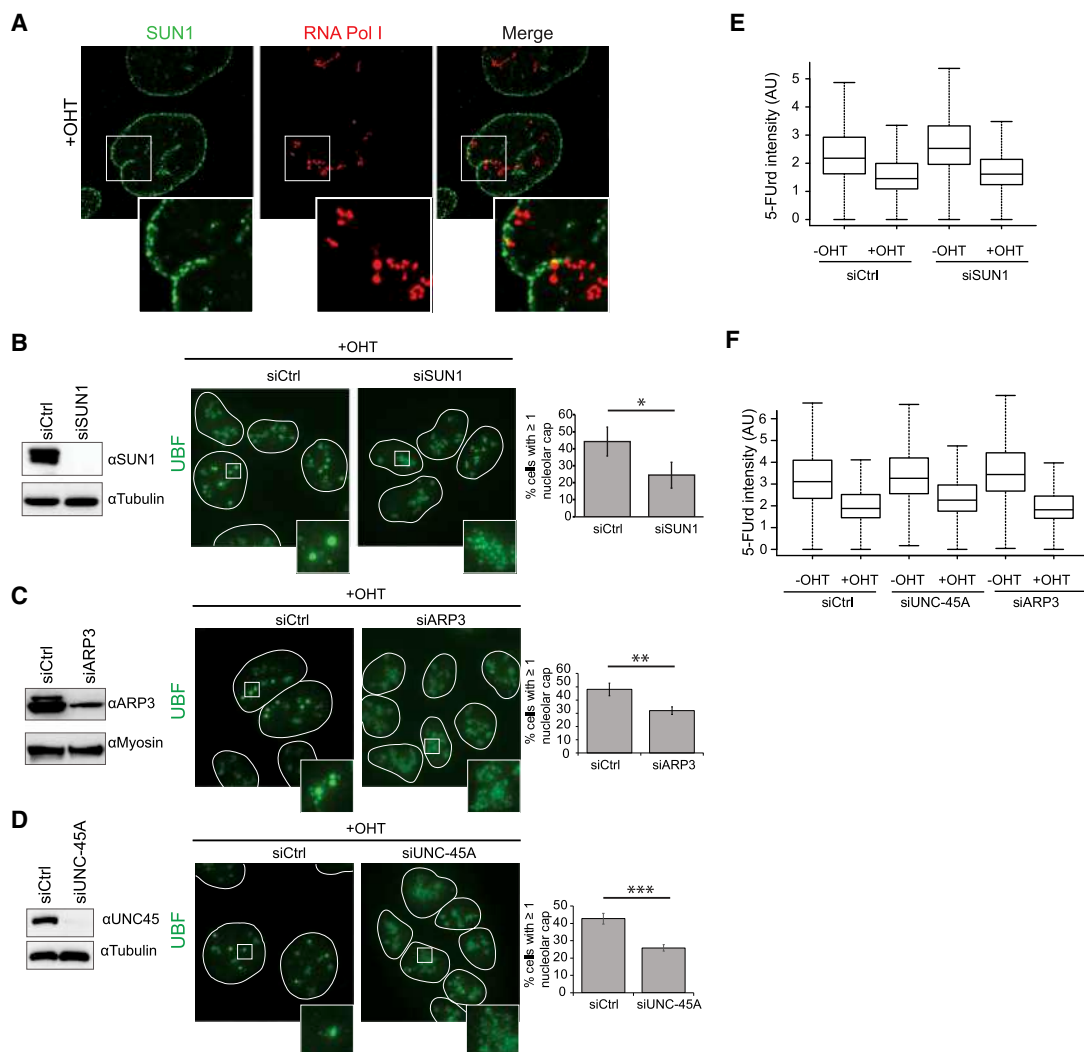 A
SUN1
RNA Pol I
Merge
+OHT
B
+OHT
siCtrl
siSUN1
siCtrl
siSUN1
αSUN1
αTubulin
UBF
% cells with ≥ 1
nucleolar cap
60
50
40
30
20
10
0
*
siCtrl
siSUN1
C
+OHT
siCtrl
siARP3
siCtrl
siARP3
αARP3
αMyosin
UBF
% cells with ≥ 1
nucleolar cap
60
50
40
30
20
10
0
**
siCtrl
siARP3
D
+OHT
siCtrl
siUNC-45A
siCtrl
siUNC-45A
αUNC45
αTubulin
UBF
% cells with ≥ 1
nucleolar cap
50
40
30
20
10
0
***
siCtrl
siUNC-45A
E
5-FUrd intensity (AU)
5
4
3
2
1
0
-OHT +OHT -OHT +OHT
siCtrl siSUN1
F
5-FUrd intensity (AU)
6
5
4
3
2
1
0
-OHT +OHT -OHT +OHT -OHT +OHT
siCtrl siUNC-45A siARP3